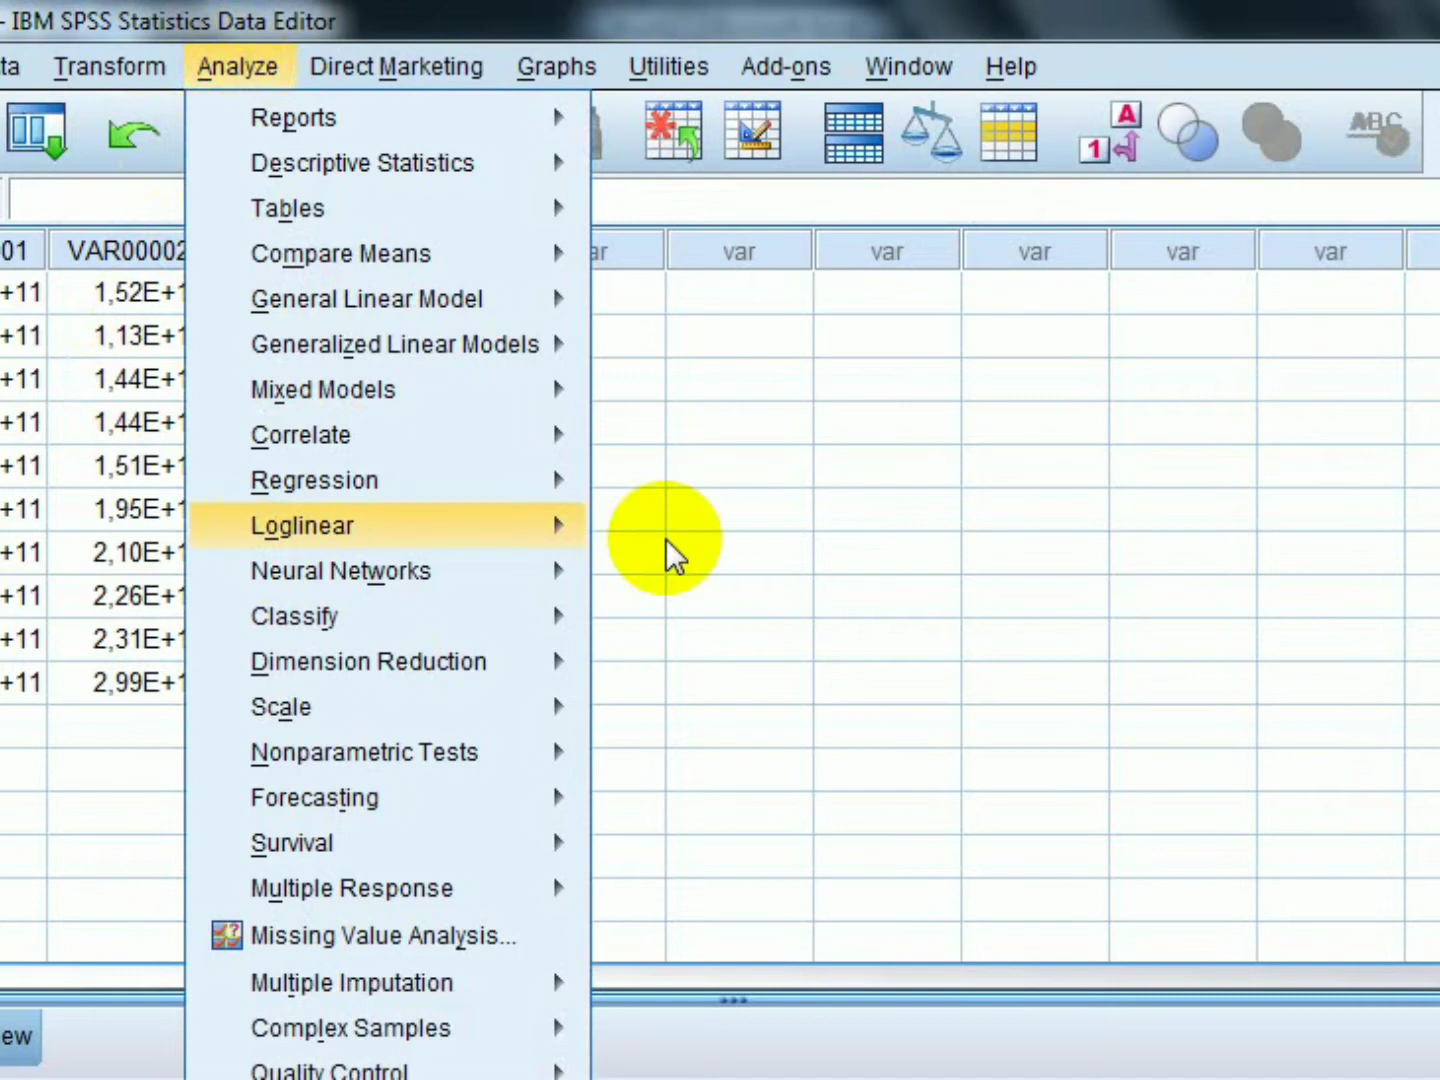 - IBM SPSS Statistics Data Editor
ta Transform Analyze Direct Marketing Graphs Utilities Add-ons Window Help
A
1
ABC
01 VAR00002 ar var var var var var
+11 1,52E+1
+11 1,13E+1
+11 1,44E+1
+11 1,44E+1
+11 1,51E+1
+11 1,95E+1
+11 2,10E+1
+11 2,26E+1
+11 2,31E+1
+11 2,99E+1
Reports
Descriptive Statistics
Tables
Compare Means
General Linear Model
Generalized Linear Models
Mixed Models
Correlate
Regression
Loglinear
Neural Networks
Classify
Dimension Reduction
Scale
Nonparametric Tests
Forecasting
Survival
Multiple Response
Missing Value Analysis...
Multiple Imputation
Complex Samples
Quality Control
ew